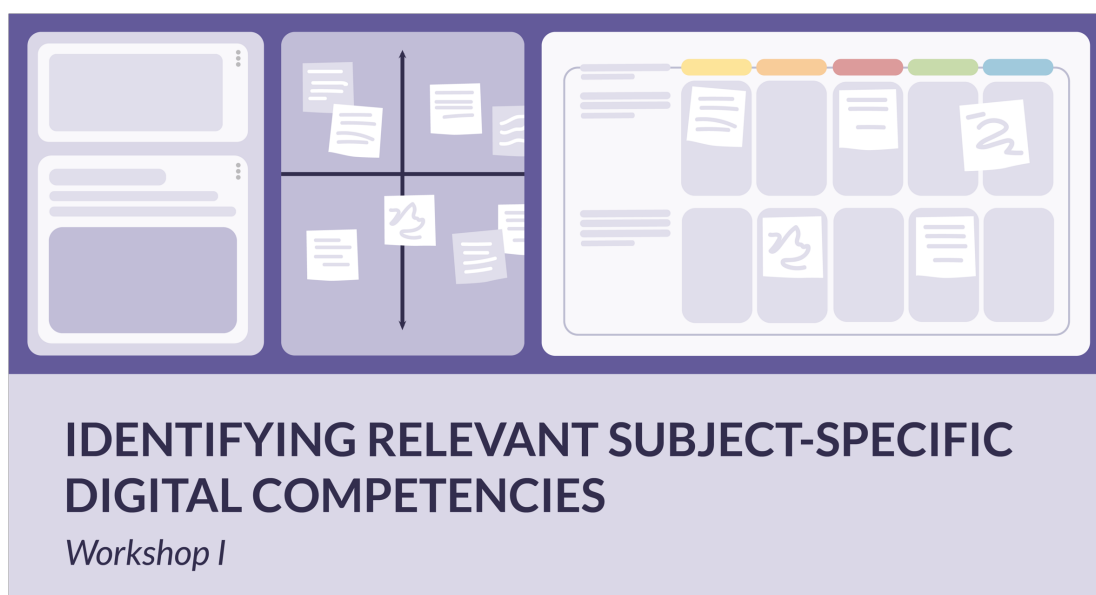 IDENTIFYING RELEVANT SUBJECT-SPECIFIC
DIGITAL COMPETENCIES
Workshop I